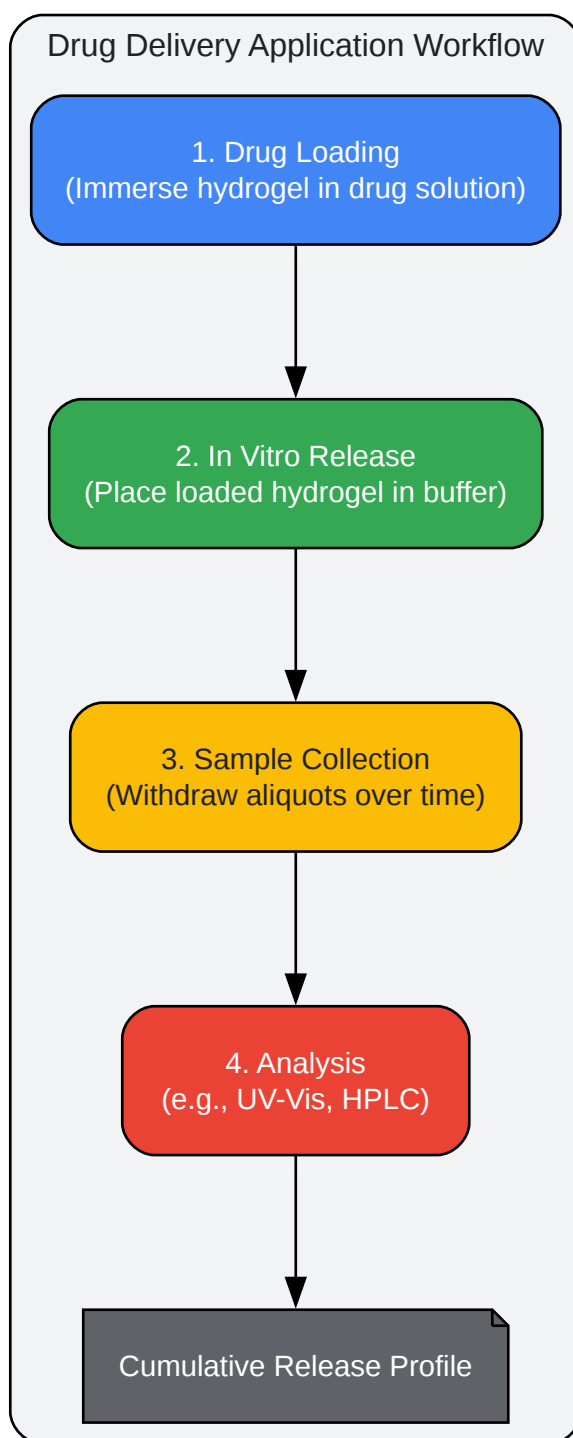 Drug Delivery Application Workflow
1. Drug Loading
(Immerse hydrogel in drug solution)
2. In Vitro Release
(Place loaded hydrogel in buffer)
3. Sample Collection
(Withdraw aliquots over time)
4. Analysis
(e.g., UV-Vis, HPLC)
Cumulative Release Profile